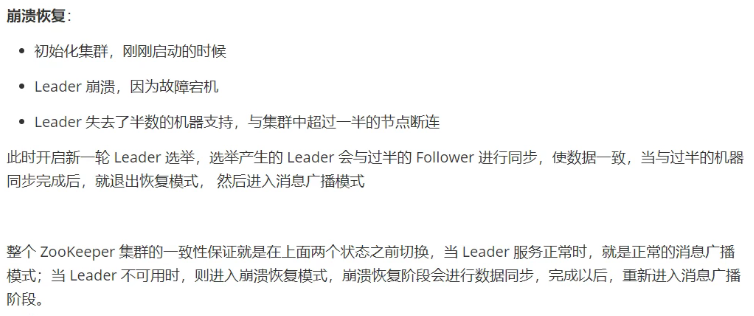 崩溃恢复：
初始化集群，刚刚启动的时候
Leader 崩溃，因为故障宕机
Leader 失去了半数的机器支持，与集群中超过一半的节点断连
此时开启新一轮 Leader 选举，选举产生的 Leader 会与过半的 Follower 进行同步，使数据一致，当与过半的机器
同步完成后，就退出恢复模式， 然后进入消息广播模式
整个 ZooKeeper 集群的一致性保证就是在上面两个状态之前切换，当 Leader 服务正常时，就是正常的消息广播
模式；当 Leader 不可用时，则进入崩溃恢复模式，崩溃恢复阶段会进行数据同步，完成以后，重新进入消息广播
阶段。